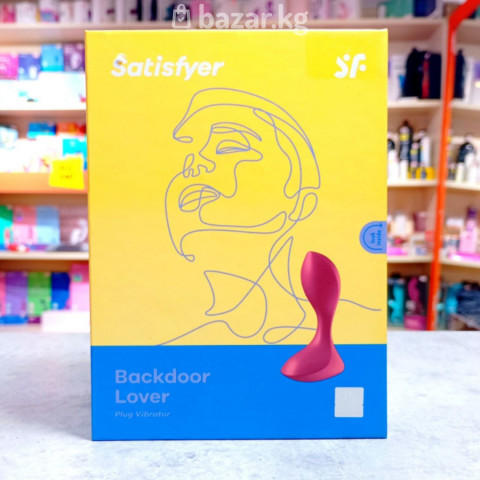 bazar.kg
Satisfyer
SF
Backdoor
Lover
Plug Vibrator